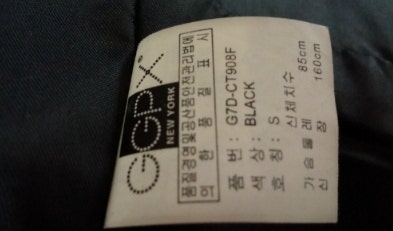 GGPX
NEW YORK
품질경영및공산품안전관리법에
의한 품질표시
품번: G7D-CT908F
색상: BLACK
호칭: S
신체치수
가슴둘레 85cm
신장 160cm